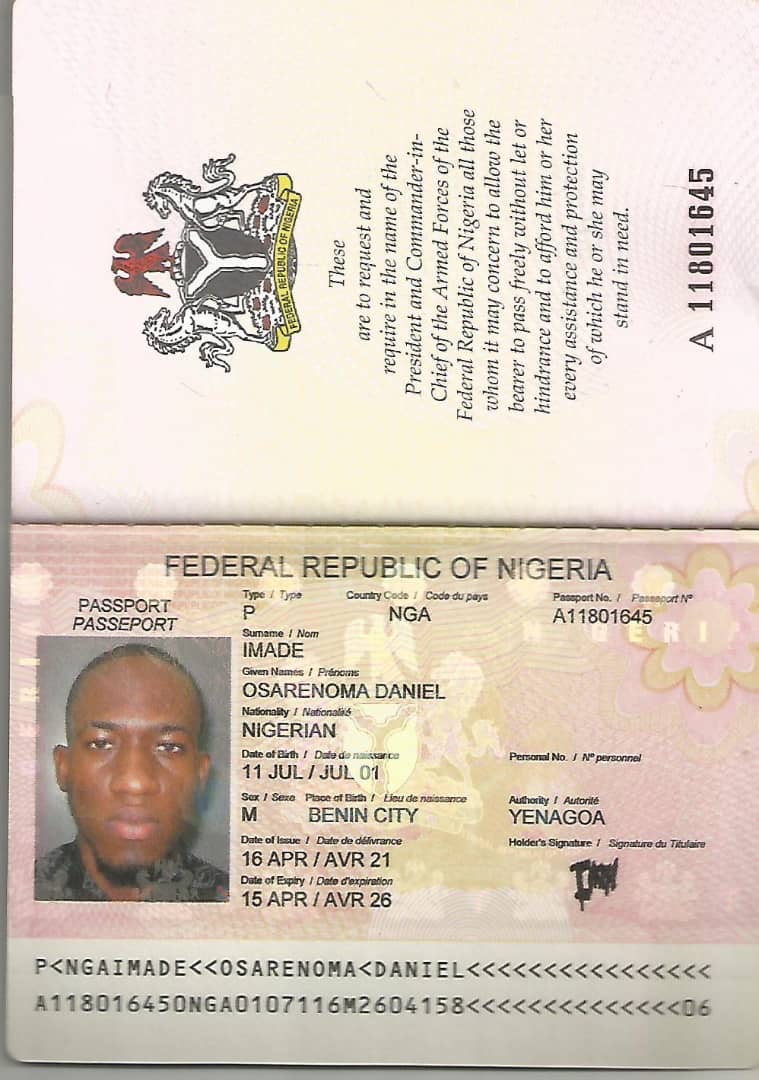 FEDERAL REPUBLIC OF NIGERIA
These
are to request and
require in the name of the
President and Commander-in-
Chief of the Armed Forces of the
Federal Republic of Nigeria all those
whom it may concern to allow the
bearer to pass freely without let or
hindrance and to afford him or her
every assistance and protection
of which he or she may
stand in need.
A 11801645
FEDERAL REPUBLIC OF NIGERIA
PASSPORT
PASSEPORT
Type / Type Country Code / Code du pays Passport No. / Passeport Nº
P NGA A11801645
Surname / Nom
IMADE
Given Names / Prénoms
OSARENOMA DANIEL
Nationality / Nationalité
NIGERIAN
Date of Birth / Date de naissance Personal No. / Nº personnel
11 JUL / JUL 01
Sex / Sexe Place of Birth / Lieu de naissance Authority / Autorité
M BENIN CITY YENAGOA
Date of Issue / Date de délivrance Holder's Signature / Signature du Titulaire
16 APR / AVR 21
Date of Expiry / Date d'expiration
15 APR / AVR 26
P<NGAIMADE<<OSARENOMA<DANIEL<<<<<<<<<<<<<<<<
A118016450NGA0107116M2604158<<<<<<<<<<<<<<06